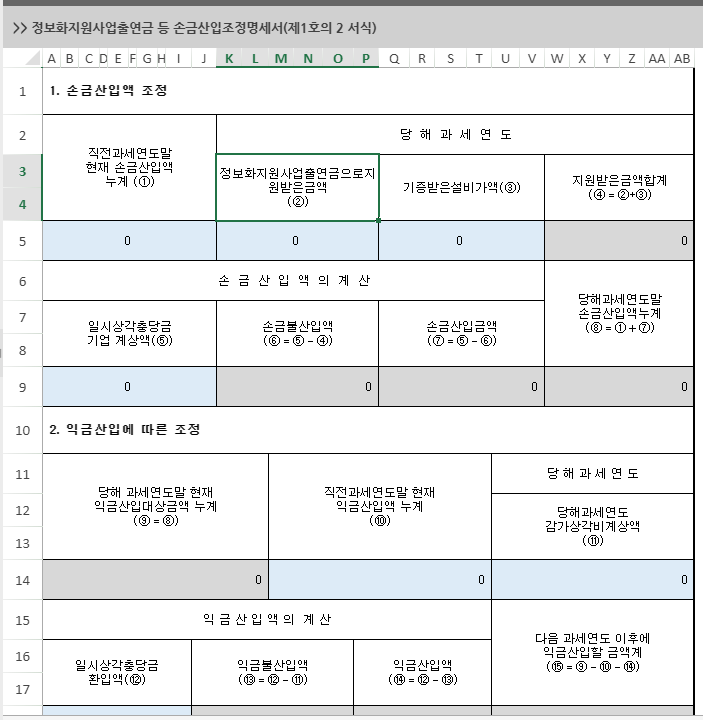 >> 정보화지원사업출연금 등 손금산입조정명세서(제1호의 2 서식)
A B C D E F G H I J K L M N O P Q R S T U V W X Y Z AA AB
1 1. 손금산입액 조정
2 당 해 과 세 연 도
직전과세연도말
현재 손금산입액
누계 (①)
3 정보화지원사업출연금으로지
원받은금액
(②)
기증받은설비가액(③)
지원받은금액합계
(④ = ②+③)
4
5 0 0 0 0
6 손 금 산 입 액 의 계 산
당해과세연도말
손금산입액누계
(⑧ = ① + ⑦)
7 일시상각충당금
기업 계상액(⑤)
손금불산입액
(⑥ = ⑤ - ④)
손금산입금액
(⑦ = ⑤ - ⑥)
8
9 0 0 0 0
10 2. 익금산입에 따른 조정
11 당 해 과 세 연 도
당해 과세연도말 현재
익금산입대상금액 누계
(⑨ = ⑧)
직전과세연도말 현재
익금산입액 누계
(⑩)
12 당해과세연도
감가상각비계상액
(⑪)
13
14 0 0 0
15 익 금 산 입 액 의 계 산
다음 과세연도 이후에
익금산입할 금액계
(⑮ = ⑨ - ⑩ - ⑭)
16 일시상각충당금
환입액(⑫)
익금불산입액
(⑬ = ⑫ - ⑪)
익금산입액
(⑭ = ⑫ - ⑬)
17